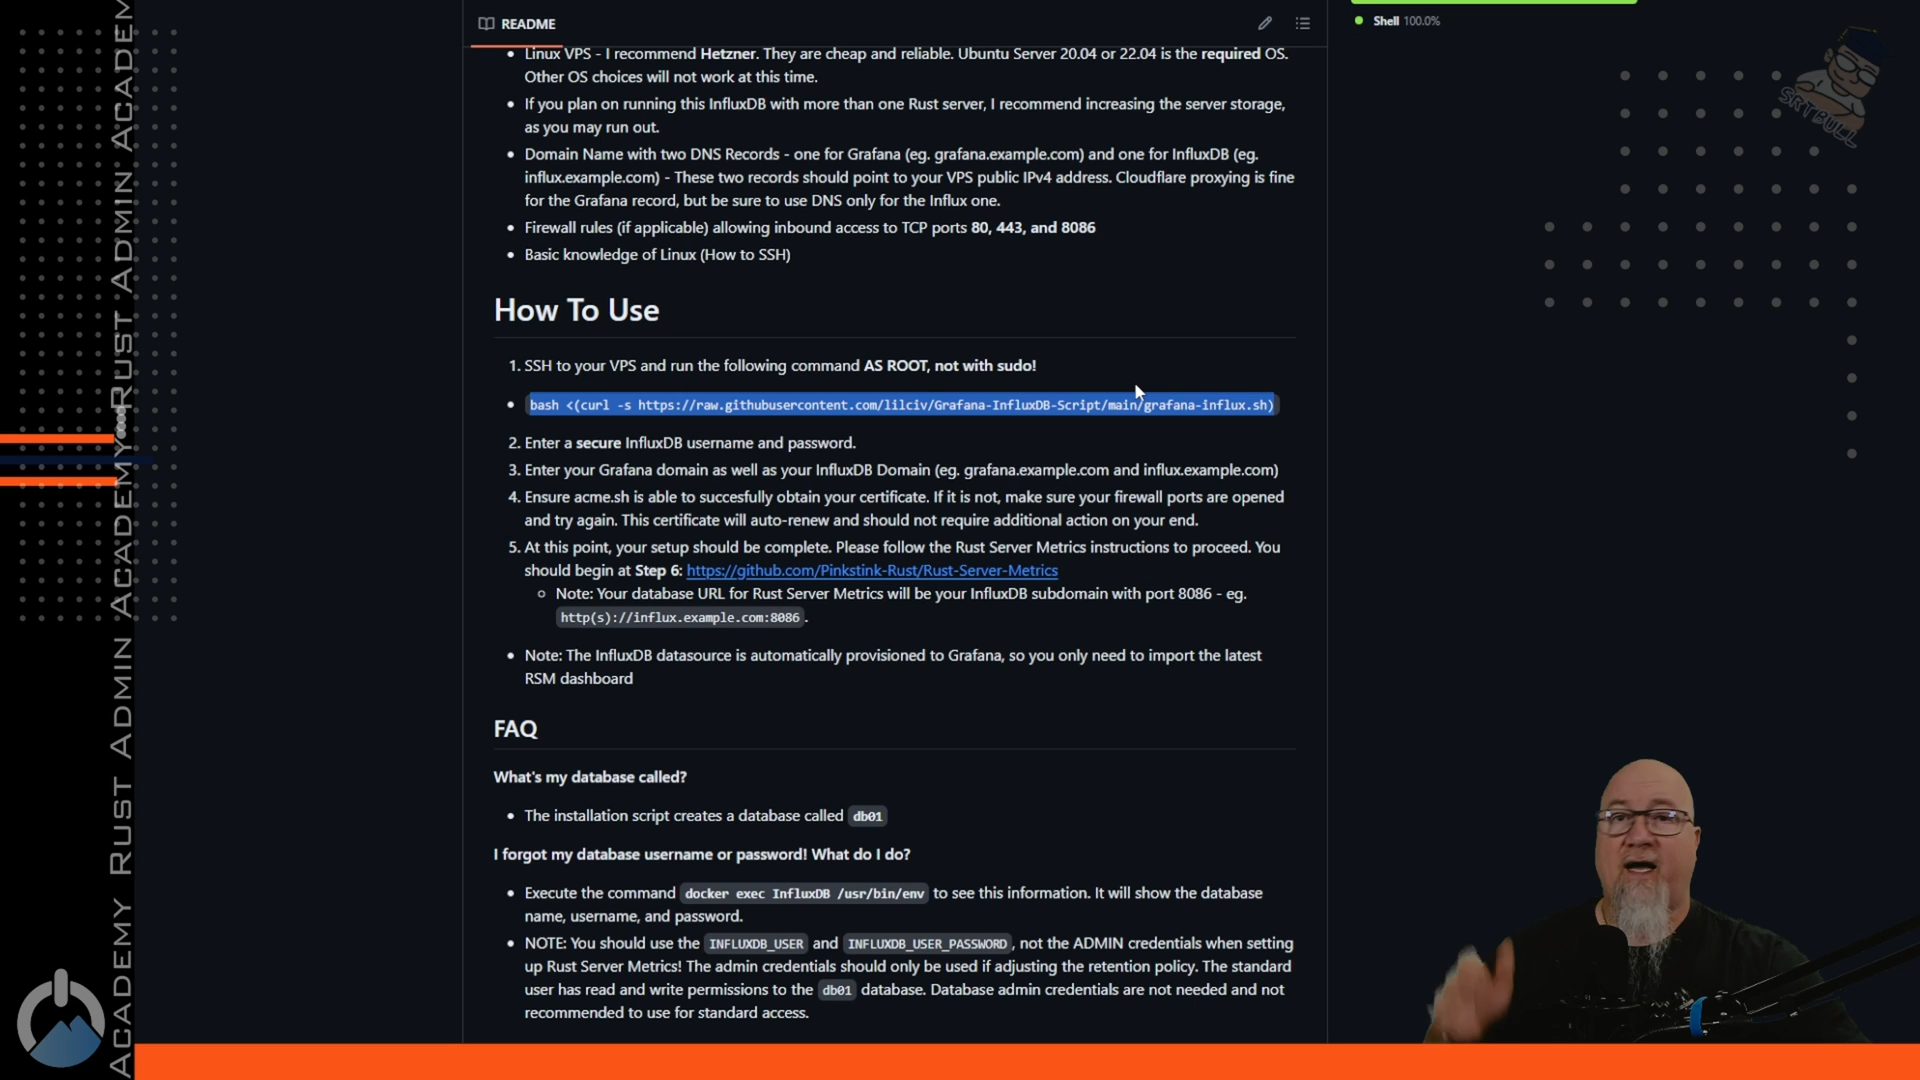 README
Shell 100.0%
SRTBULL
• Linux VPS - I recommend Hetzner. They are cheap and reliable. Ubuntu Server 20.04 or 22.04 is the required OS.
Other OS choices will not work at this time.
• If you plan on running this InfluxDB with more than one Rust server, I recommend increasing the server storage,
as you may run out.
• Domain Name with two DNS Records - one for Grafana (eg. grafana.example.com) and one for InfluxDB (eg.
influx.example.com) - These two records should point to your VPS public IPv4 address. Cloudflare proxying is fine
for the Grafana record, but be sure to use DNS only for the Influx one.
• Firewall rules (if applicable) allowing inbound access to TCP ports 80, 443, and 8086
• Basic knowledge of Linux (How to SSH)
How To Use
1. SSH to your VPS and run the following command AS ROOT, not with sudo!
• bash <(curl -s https://raw.githubusercontent.com/lilciv/Grafana-InfluxDB-Script/main/grafana-influx.sh)
2. Enter a secure InfluxDB username and password.
3. Enter your Grafana domain as well as your InfluxDB Domain (eg. grafana.example.com and influx.example.com)
4. Ensure acme.sh is able to succesfully obtain your certificate. If it is not, make sure your firewall ports are opened
and try again. This certificate will auto-renew and should not require additional action on your end.
5. At this point, your setup should be complete. Please follow the Rust Server Metrics instructions to proceed. You
should begin at Step 6: https://github.com/Pinkstink-Rust/Rust-Server-Metrics
○ Note: Your database URL for Rust Server Metrics will be your InfluxDB subdomain with port 8086 - eg.
http(s)://influx.example.com:8086.
• Note: The InfluxDB datasource is automatically provisioned to Grafana, so you only need to import the latest
RSM dashboard
FAQ
What's my database called?
• The installation script creates a database called db01
I forgot my database username or password! What do I do?
• Execute the command docker exec InfluxDB /usr/bin/env to see this information. It will show the database
name, username, and password.
• NOTE: You should use the INFLUXDB_USER and INFLUXDB_USER_PASSWORD, not the ADMIN credentials when setting
up Rust Server Metrics! The admin credentials should only be used if adjusting the retention policy. The standard
user has read and write permissions to the db01 database. Database admin credentials are not needed and not
recommended to use for standard access.
ACADEMY RUST ADMIN ACADEMY RUST ADMIN ACADEM